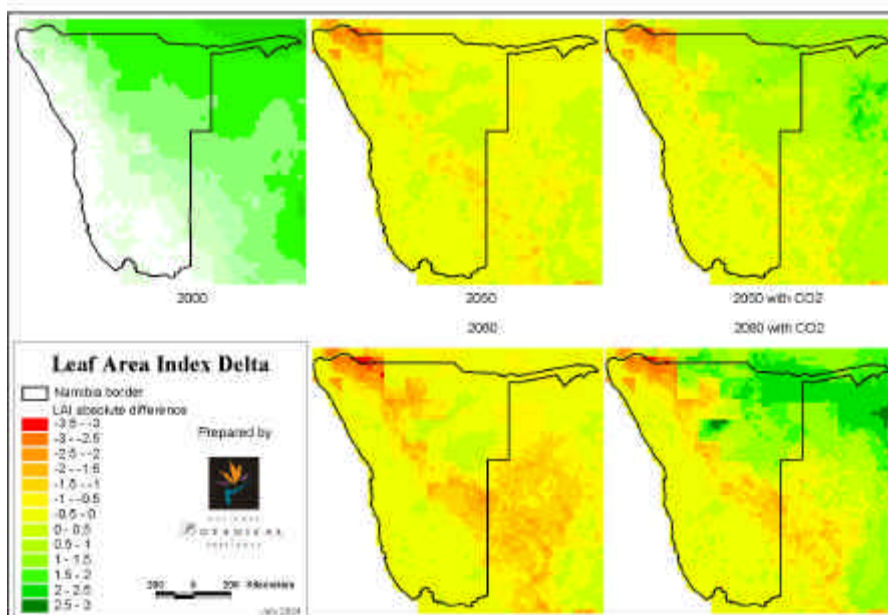 2000
2050
2050 with CO2
2080
2080 with CO2
Leaf Area Index Delta
Namibia border
LAI absolute difference
-3.5 - -3
-3 - -2.5
-2.5 - -2
-2 - -1.5
-1.5 - -1
-1 - -0.5
-0.5 - 0
0 - 0.5
0.5 - 1
1 - 1.5
1.5 - 2
2 - 2.5
2.5 - 3
Prepared by
NATIONAL
BOTANICAL
INSTITUTE
200 0 200 Kilometers